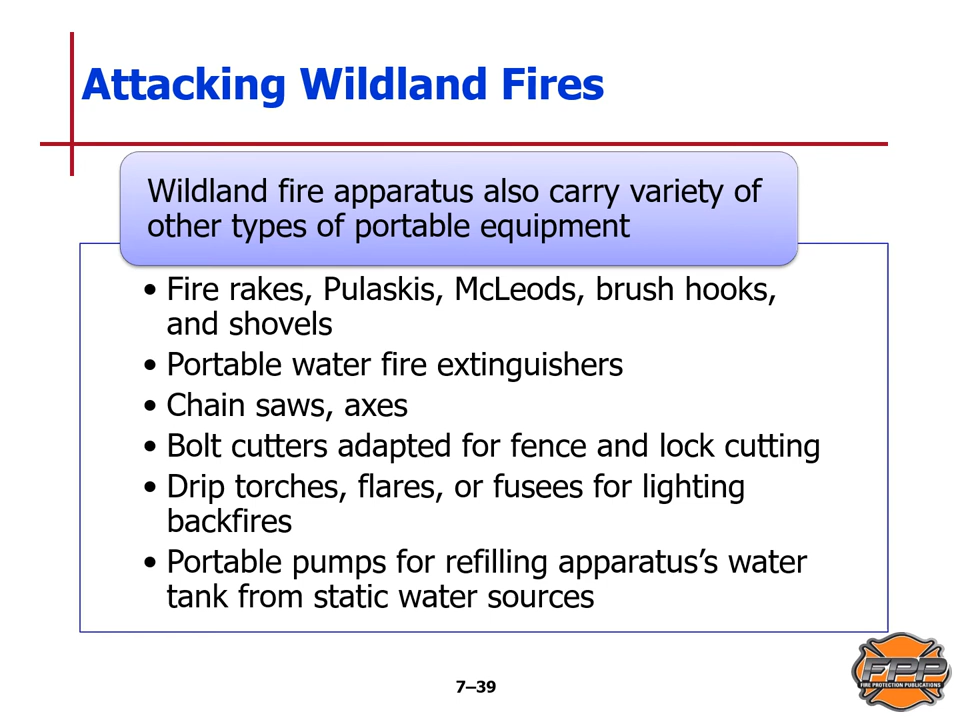 Attacking Wildland Fires
Wildland fire apparatus also carry variety of
other types of portable equipment
• Fire rakes, Pulaskis, McLeods, brush hooks,
and shovels
• Portable water fire extinguishers
• Chain saws, axes
• Bolt cutters adapted for fence and lock cutting
• Drip torches, flares, or fusees for lighting
backfires
• Portable pumps for refilling apparatus’s water
tank from static water sources
FPP
FIRE PROTECTION PUBLICATIONS
7–39